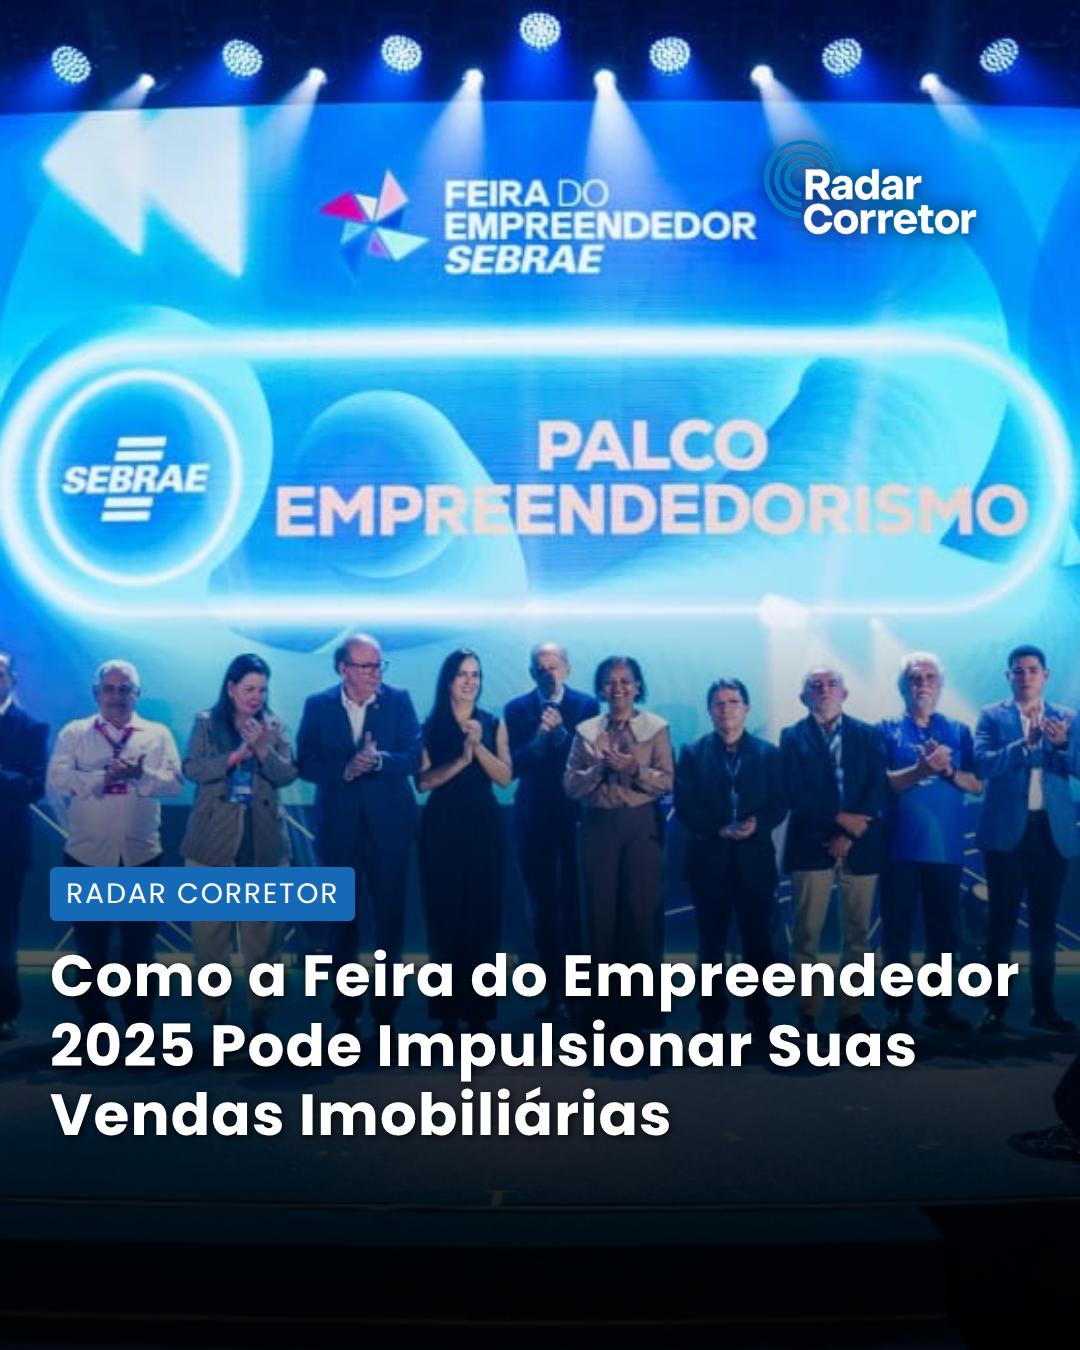 FEIRA DO
EMPREENDEDOR
SEBRAE
Radar
Corretor
SEBRAE
PALCO
EMPREENDEDORISMO
RADAR CORRETOR
Como a Feira do Empreendedor
2025 Pode Impulsionar Suas
Vendas Imobiliárias